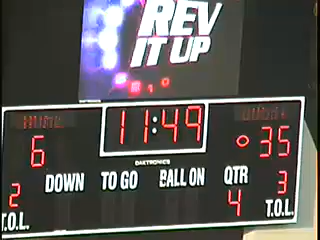 REV
IT UP
11:49
6
35
DAKTRONICS
DOWN TO GO BALL ON QTR
2 3
T.O.L. 4 T.O.L.